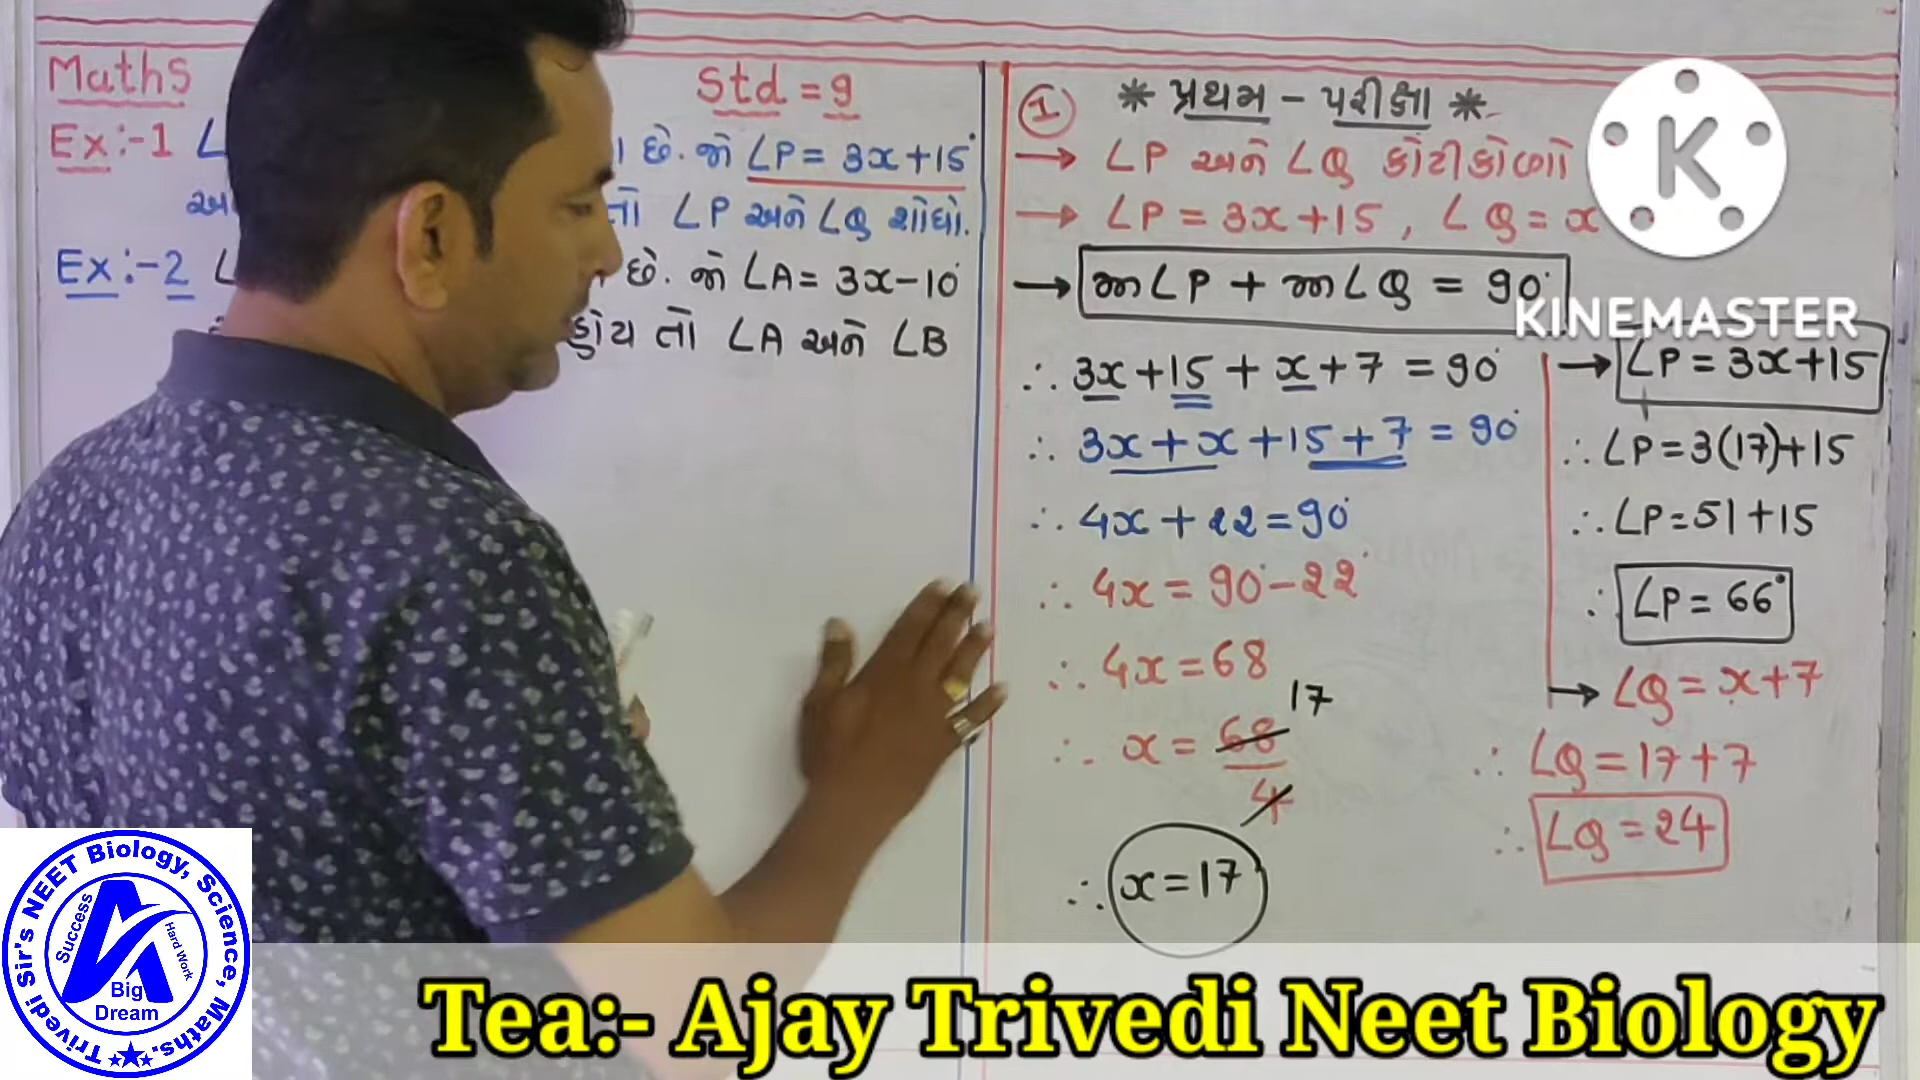 Maths
Std = 9
Ex:-1 ∠
છે. જો ∠P = 3x+15°
તો ∠P અને ∠Q શોધો.
Ex:-2 ∠
છે. જો ∠A = 3x-10°
હોય તો ∠A અને ∠B
① * પ્રથમ - પરીક્ષા *
→ ∠P અને ∠Q કોટીકોણો
→ ∠P = 3x+15, ∠Q = x
→ m∠P + m∠Q = 90°
∴ 3x+15 + x+7 = 90°
∴ 3x+x+15+7 = 90°
∴ 4x+22 = 90°
∴ 4x = 90°-22°
∴ 4x = 68
∴ x = 68/4 17
∴ x = 17
→ ∠P = 3x+15
∴ ∠P = 3(17)+15
∴ ∠P = 51+15
∴ ∠P = 66°
→ ∠Q = x+7
∴ ∠Q = 17+7
∴ ∠Q = 24
K
KINEMASTER
Trivedi Sir's NEET Biology, Science, Maths.
Success
Hard Work
Big
Dream
Tea:- Ajay Trivedi Neet Biology